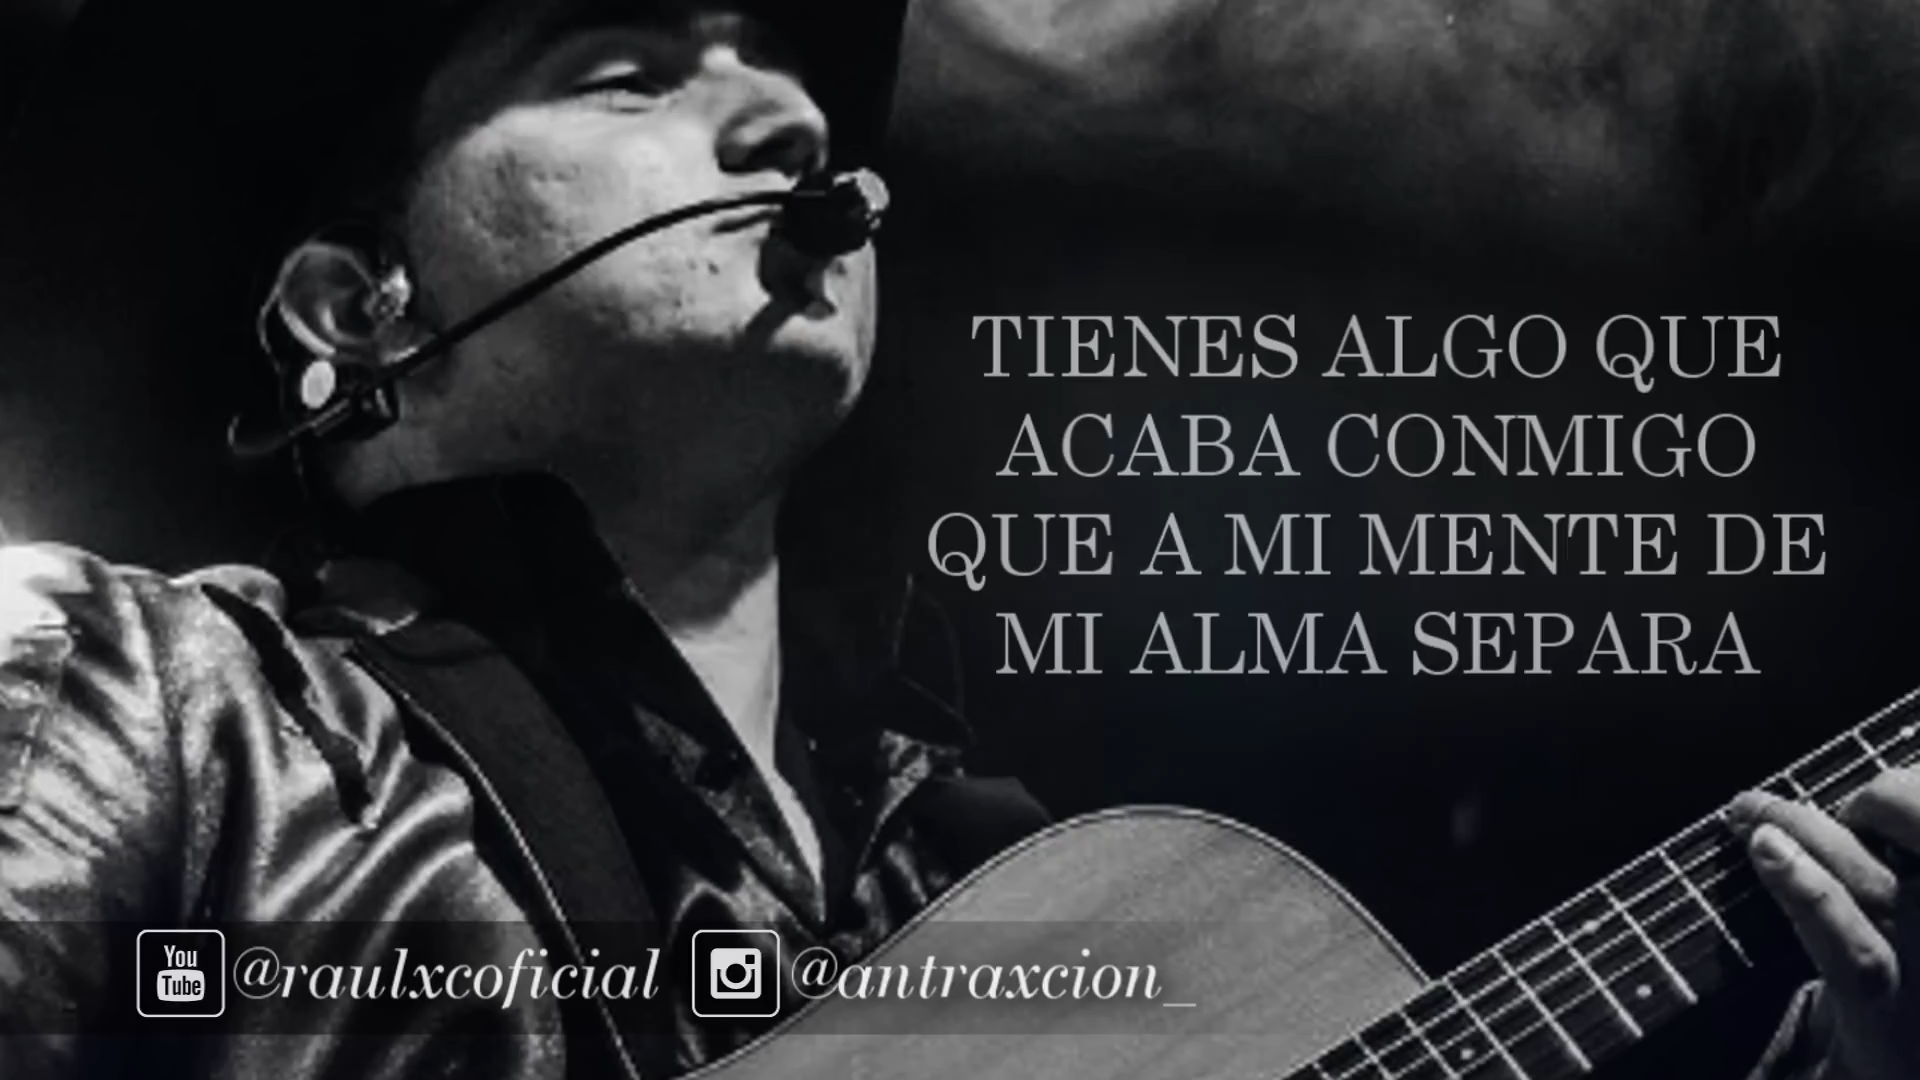 TIENES ALGO QUE
ACABA CONMIGO
QUE A MI MENTE DE
MI ALMA SEPARA
You Tube @raulxcoficial @antraxcion_